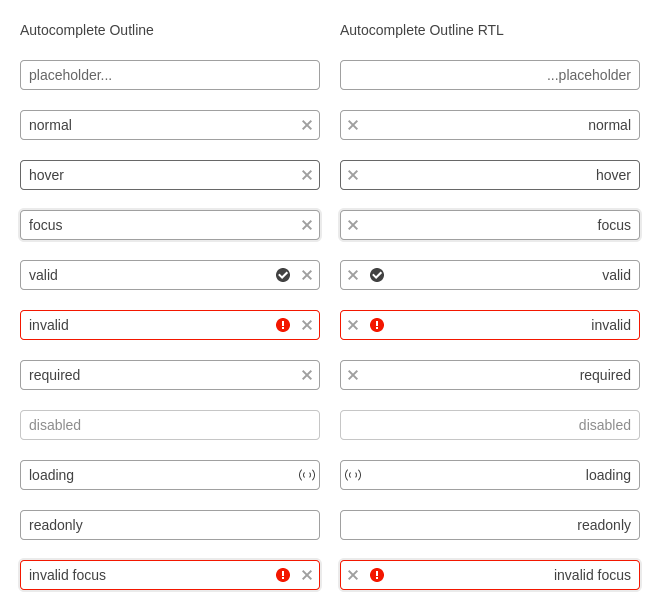 Autocomplete Outline
placeholder...
normal
hover
focus
valid
invalid
required
disabled
loading
readonly
invalid focus
Autocomplete Outline RTL
...placeholder
normal
hover
focus
valid
invalid
required
disabled
loading
readonly
invalid focus